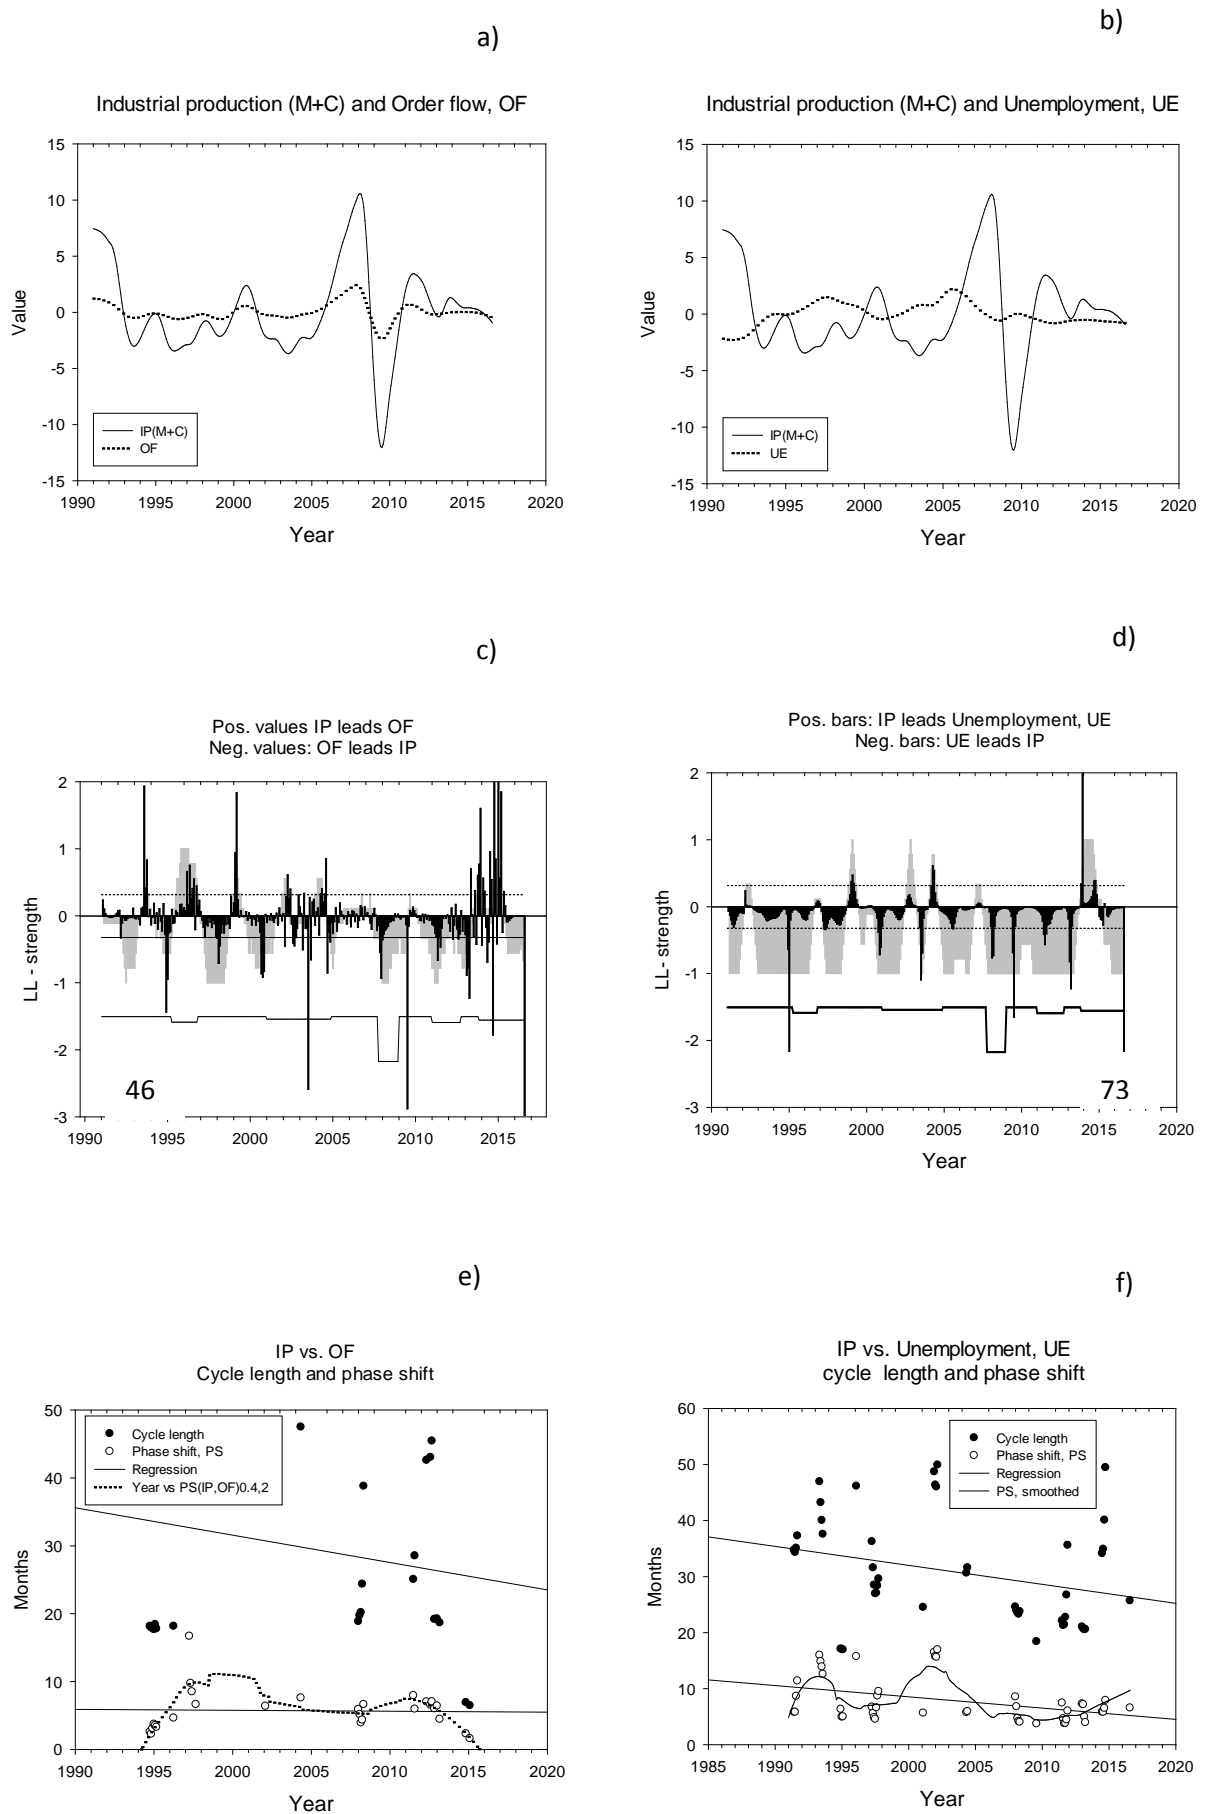 a)
Industrial production (M+C) and Order flow, OF
15
10
5
0
-5
-10
-15
Value
IP(M+C)
OF
1990 1995 2000 2005 2010 2015 2020
Year
b)
Industrial production (M+C) and Unemployment, UE
15
10
5
0
-5
-10
-15
Value
IP(M+C)
UE
1990 1995 2000 2005 2010 2015 2020
Year
c)
Pos. values IP leads OF
Neg. values: OF leads IP
2
1
0
-1
-2
-3
LL - strength
46
1990 1995 2000 2005 2010 2015
d)
Pos. bars: IP leads Unemployment, UE
Neg. bars: UE leads IP
2
1
0
-1
-2
-3
LL - strength
73
1990 1995 2000 2005 2010 2015 2020
Year
e)
IP vs. OF
Cycle length and phase shift
50
40
30
20
10
0
Months
Cycle length
Phase shift, PS
Regression
Year vs PS(IP,OF)0.4,2
1990 1995 2000 2005 2010 2015 2020
Year
f)
IP vs. Unemployment, UE
cycle length and phase shift
60
50
40
30
20
10
0
Months
Cycle length
Phase shift, PS
Regression
PS, smoothed
1985 1990 1995 2000 2005 2010 2015 2020
Year